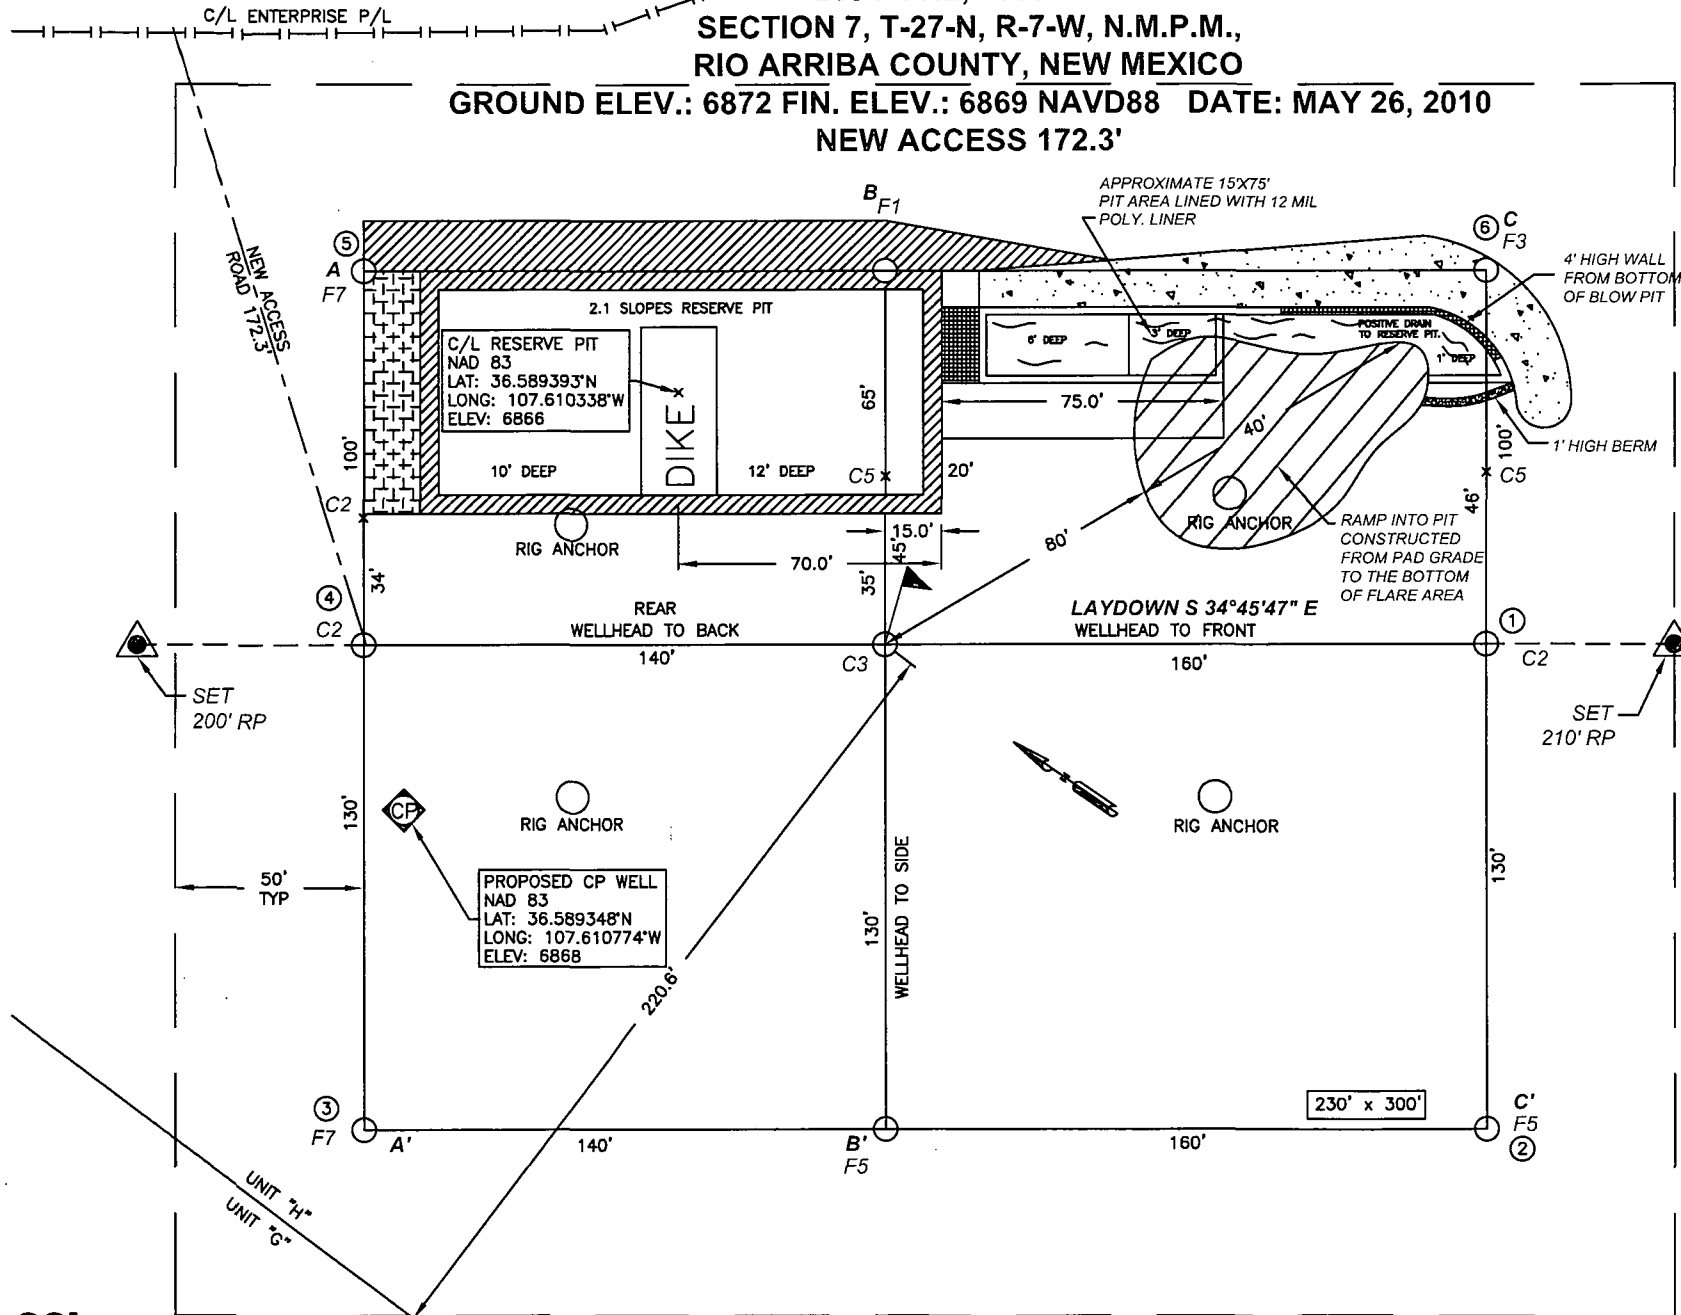 C/L ENTERPRISE P/L
SECTION 7, T-27-N, R-7-W, N.M.P.M.,
RIO ARRIBA COUNTY, NEW MEXICO
GROUND ELEV.: 6872 FIN. ELEV.: 6869 NAVD88 DATE: MAY 26, 2010
NEW ACCESS 172.3'
NEW ACCESS
ROAD 172.3'
5
A
F7
B
F1
APPROXIMATE 15'X75'
PIT AREA LINED WITH 12 MIL
POLY. LINER
6
C
F3
4' HIGH WALL
FROM BOTTOM
OF BLOW PIT
2.1 SLOPES RESERVE PIT
C/L RESERVE PIT
NAD 83
LAT: 36.589393°N
LONG: 107.610338°W
ELEV: 6866
DIKE
10' DEEP
12' DEEP
65'
C5
20'
6' DEEP
3' DEEP
POSITIVE DRAIN
TO RESERVE PIT.
1' DEEP
75.0'
40'
1' HIGH BERM
100'
100'
C5
46'
C2
RIG ANCHOR
RIG ANCHOR
RAMP INTO PIT
CONSTRUCTED
FROM PAD GRADE
TO THE BOTTOM
OF FLARE AREA
15.0'
70.0'
45'
35'
80'
34'
4
C2
REAR
WELLHEAD TO BACK
140'
C3
LAYDOWN S 34°45'47" E
WELLHEAD TO FRONT
160'
1
C2
SET
200' RP
SET
210' RP
CP
RIG ANCHOR
RIG ANCHOR
130'
130'
130'
WELLHEAD TO SIDE
50'
TYP
PROPOSED CP WELL
NAD 83
LAT: 36.589348°N
LONG: 107.610774°W
ELEV: 6868
220.6'
230' x 300'
3
F7
A'
140'
B'
F5
160'
C'
F5
2
UNIT "H"
UNIT "G"